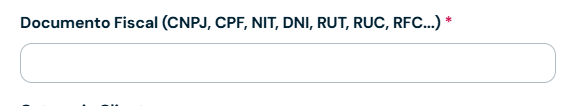 Documento Fiscal (CNPJ, CPF, NIT, DNI, RUT, RUC, RFC...) *